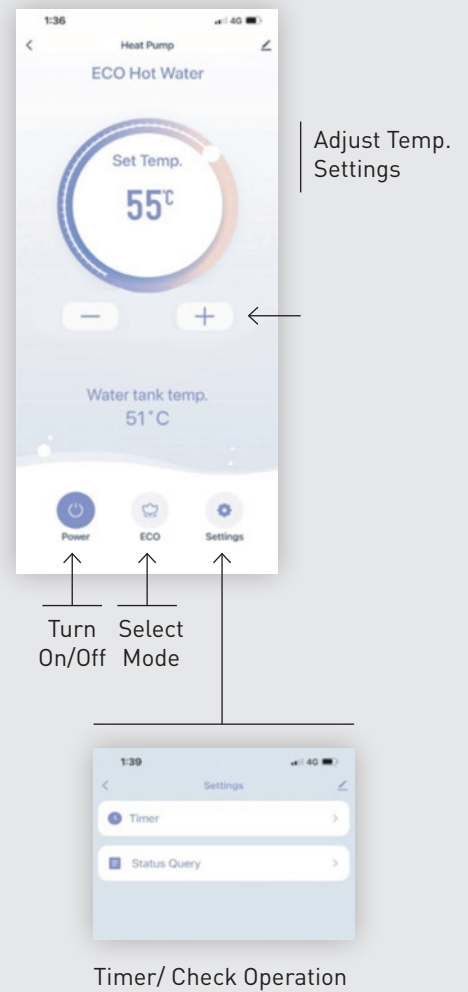 1:36
4G
Heat Pump
ECO Hot Water
Set Temp.
55℃
Adjust Temp.
Settings
Water tank temp.
51°C
Power
ECO
Settings
Turn
On/Off
Select
Mode
1:39
4G
Settings
Timer
Status Query
Timer/ Check Operation